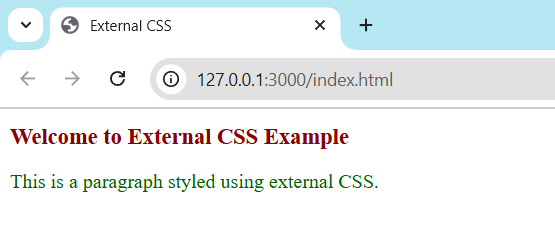 External CSS
127.0.0.1:3000/index.html
Welcome to External CSS Example
This is a paragraph styled using external CSS.